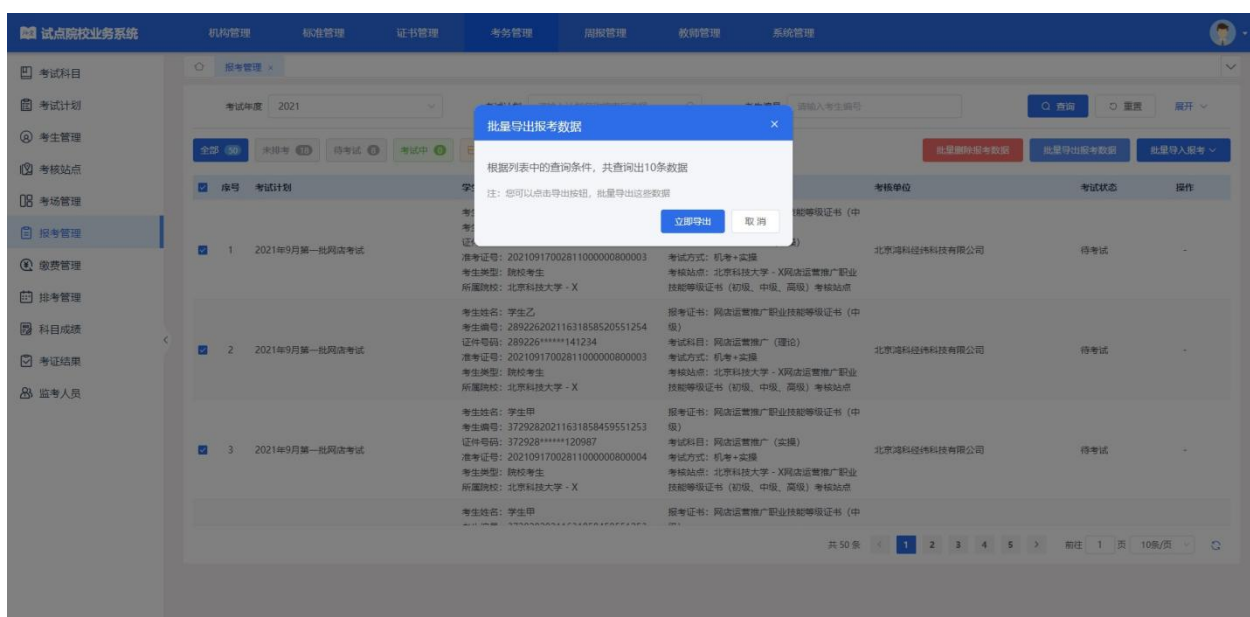 试点院校业务系统
机构管理
标准管理
证书管理
考务管理
周报管理
教师管理
系统管理
考试科目
考试计划
考生管理
考核站点
考场管理
报考管理
缴费管理
排考管理
科目成绩
考证结果
监考人员
报考管理 ×
考试年度 2021
请输入考生编号
查询
重置
展开
全部 50
未排考
待考试
考试中 0
批量删除报考数据
批量导出报考数据
批量导入报考
批量导出报考数据 ×
根据列表中的查询条件，共查询出10条数据
注：您可以点击导出按钮，批量导出这些数据
立即导出
取消
序号
考试计划
考核单位
考试状态
操作
1
2021年9月第一批网店考试
准考证号：20210917002811000000800003
考生类型：院校考生
所属院校：北京科技大学 - X
能等级证书（中
考试方式：机考+实操
考核站点：北京科技大学 - X网店运营推广职业
技能等级证书（初级、中级、高级）考核站点
北京鸿科经纬科技有限公司
待考试
-
2
2021年9月第一批网店考试
考生姓名：学生乙
考生编号：28922620211631858520551254
证件号码：289226******141234
准考证号：20210917002811000000800003
考生类型：院校考生
所属院校：北京科技大学 - X
报考证书：网店运营推广职业技能等级证书（中
级）
考试科目：网店运营推广（理论）
考试方式：机考+实操
考核站点：北京科技大学 - X网店运营推广职业
技能等级证书（初级、中级、高级）考核站点
北京鸿科经纬科技有限公司
待考试
-
3
2021年9月第一批网店考试
考生姓名：学生甲
考生编号：37292820211631858459551253
证件号码：372928******120987
准考证号：20210917002811000000800004
考生类型：院校考生
所属院校：北京科技大学 - X
报考证书：网店运营推广职业技能等级证书（中
级）
考试科目：网店运营推广（实操）
考试方式：机考+实操
考核站点：北京科技大学 - X网店运营推广职业
技能等级证书（初级、中级、高级）考核站点
北京鸿科经纬科技有限公司
待考试
-
考生姓名：学生甲
报考证书：网店运营推广职业技能等级证书（中
共 50 条 < 1 2 3 4 5 > 前往 1 页 10条/页